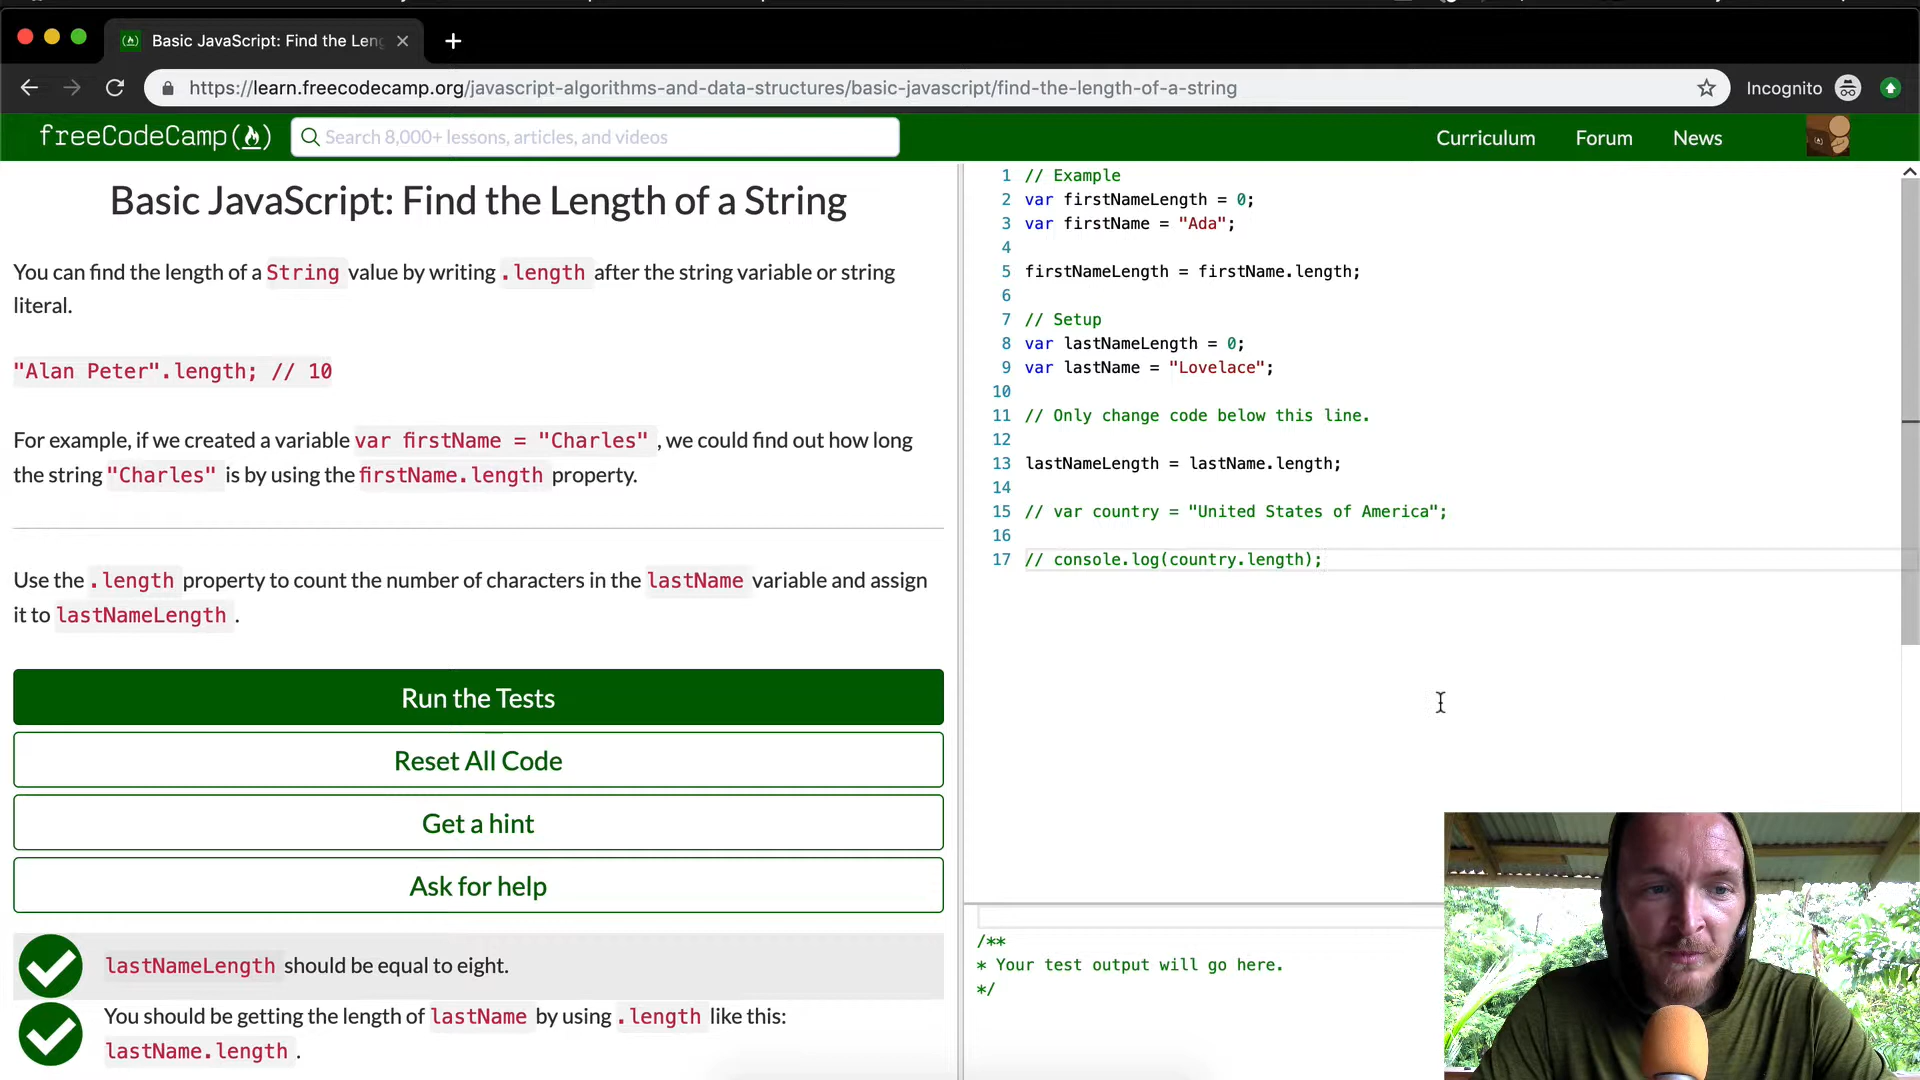 Basic JavaScript: Find the Leng
https://learn.freecodecamp.org/javascript-algorithms-and-data-structures/basic-javascript/find-the-length-of-a-string
Incognito
freeCodeCamp
Search 8,000+ lessons, articles, and videos
Curriculum
Forum
News
Basic JavaScript: Find the Length of a String
You can find the length of a String value by writing .length after the string variable or string
literal.
"Alan Peter".length; // 10
For example, if we created a variable var firstName = "Charles" , we could find out how long
the string "Charles" is by using the firstName.length property.
Use the .length property to count the number of characters in the lastName variable and assign
it to lastNameLength .
Run the Tests
Reset All Code
Get a hint
Ask for help
lastNameLength should be equal to eight.
You should be getting the length of lastName by using .length like this:
lastName.length .
1 // Example
2 var firstNameLength = 0;
3 var firstName = "Ada";
4
5 firstNameLength = firstName.length;
6
7 // Setup
8 var lastNameLength = 0;
9 var lastName = "Lovelace";
10
11 // Only change code below this line.
12
13 lastNameLength = lastName.length;
14
15 // var country = "United States of America";
16
17 // console.log(country.length);
/**
* Your test output will go here.
*/